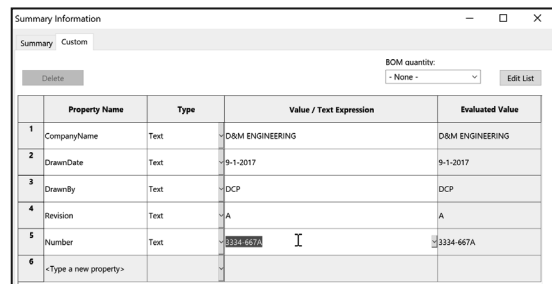 Summary Information
Summary Custom
BOM quantity:
Delete - None - Edit List
Property Name Type Value / Text Expression Evaluated Value
1 CompanyName Text D&M ENGINEERING D&M ENGINEERING
2 DrawnDate Text 9-1-2017 9-1-2017
3 DrawnBy Text DCP DCP
4 Revision Text A A
5 Number Text 3334-667A 3334-667A
6 <Type a new property>